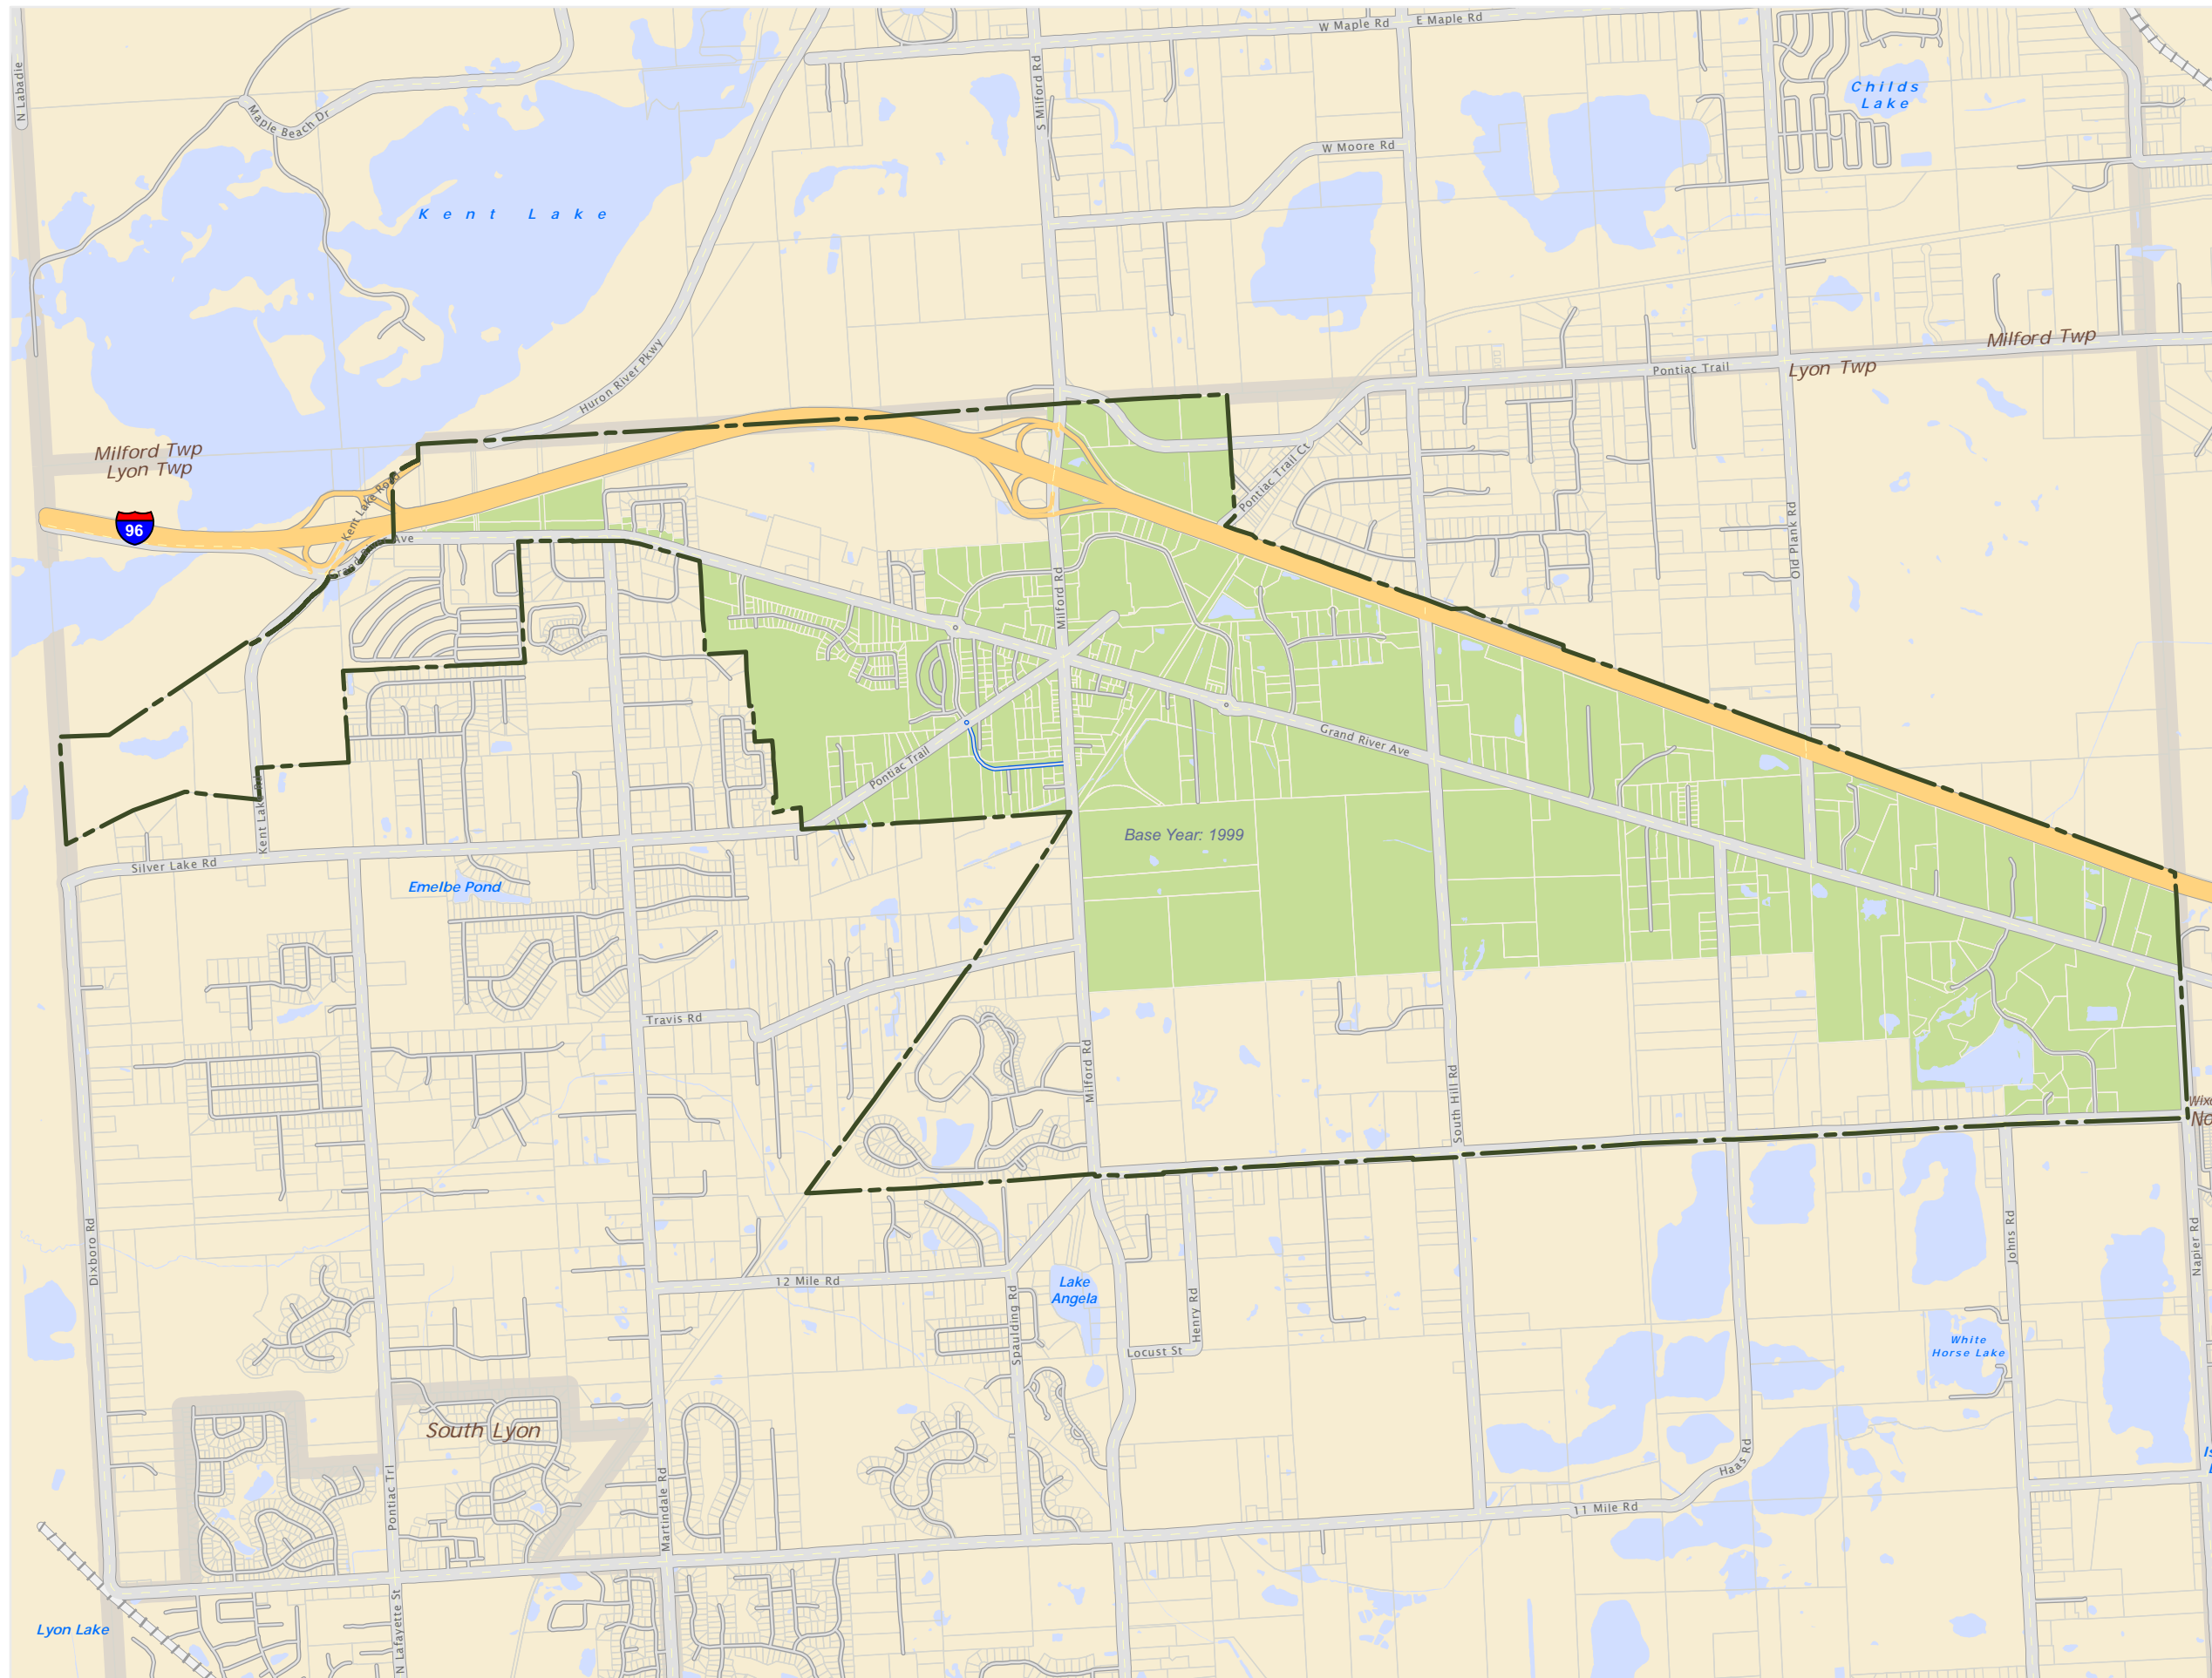 W Maple Rd
E Maple Rd
N Labadie
S Milford Rd
Maple Beach Dr
Childs
Lake
W Moore Rd
Kent Lake
Huron River Pkwy
Milford Twp
Lyon Twp
Pontiac Trail
Milford Twp
Lyon Twp
Pontiac Trail Ct
Kent Lake Road
96
Grand River Ave
Old Plank Rd
Milford Rd
Grand River Ave
Pontiac Trail
Kent Lake Rd
Base Year: 1999
Silver Lake Rd
Emelbe Pond
Travis Rd
Milford Rd
South Hill Rd
Dixboro Rd
12 Mile Rd
Lake
Angela
Spaulding Rd
Henry Rd
Locust St
Johns Rd
Napier Rd
White
Horse Lake
South Lyon
Pontiac Trl
Martindale Rd
Haas Rd
11 Mile Rd
Lyon Lake
N Lafayette St